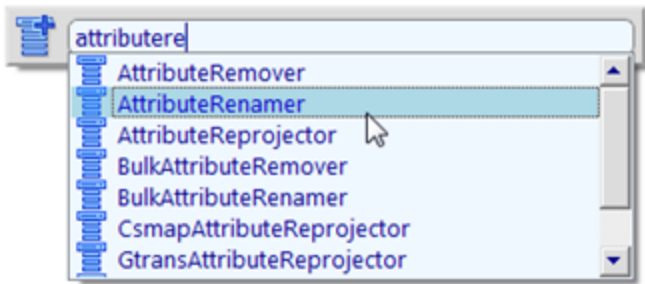 attributere
AttributeRemover
AttributeRenamer
AttributeReprojector
BulkAttributeRemover
BulkAttributeRenamer
CsmapAttributeReprojector
GtransAttributeReprojector